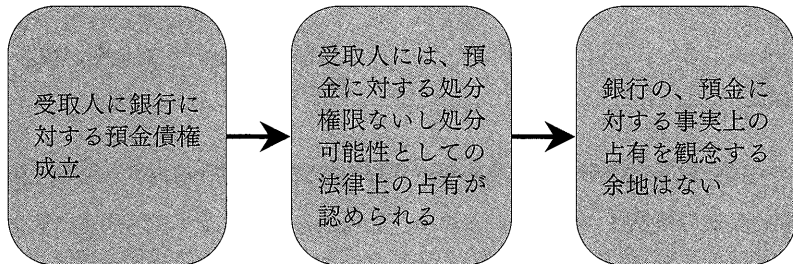 受取人に銀行に
対する預金債権
成立
受取人には、預
金に対する処分
権限ないし処分
可能性としての
法律上の占有が
認められる
銀行の、預金に
対する事実上の
占有を観念する
余地はない